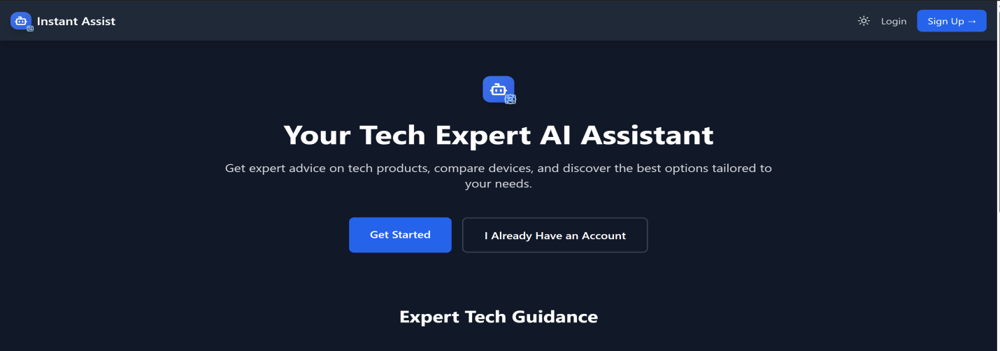 Instant Assist
Login
Sign Up →
Your Tech Expert AI Assistant
Get expert advice on tech products, compare devices, and discover the best options tailored to
your needs.
Get Started
I Already Have an Account
Expert Tech Guidance